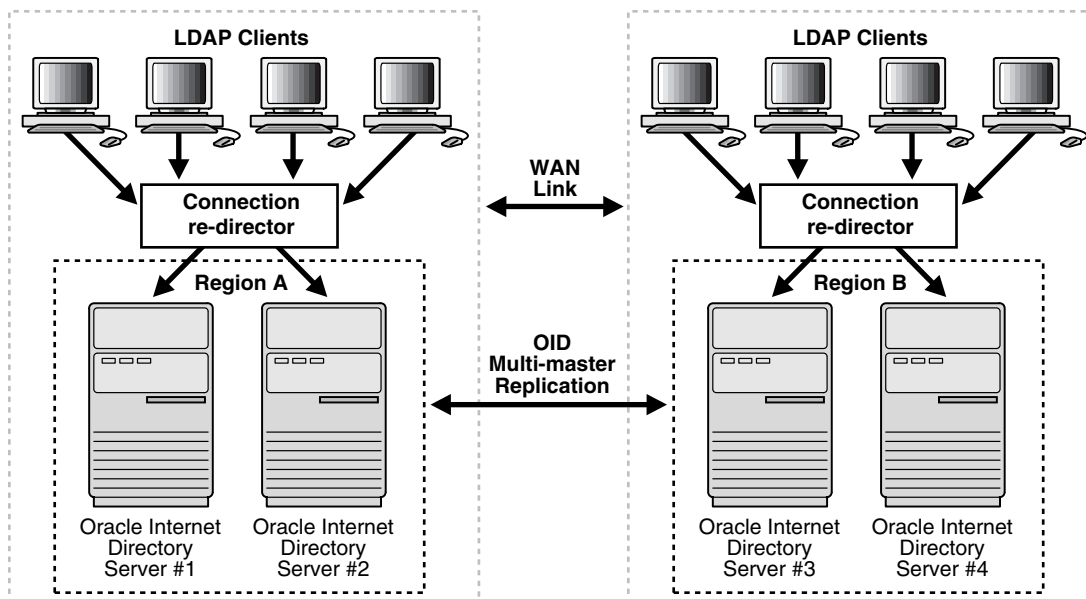 LDAP Clients
LDAP Clients
WAN
Link
Connection
re-director
Connection
re-director
Region A
Region B
OID
Multi-master
Replication
Oracle Internet
Directory
Server #1
Oracle Internet
Directory
Server #2
Oracle Internet
Directory
Server #3
Oracle Internet
Directory
Server #4